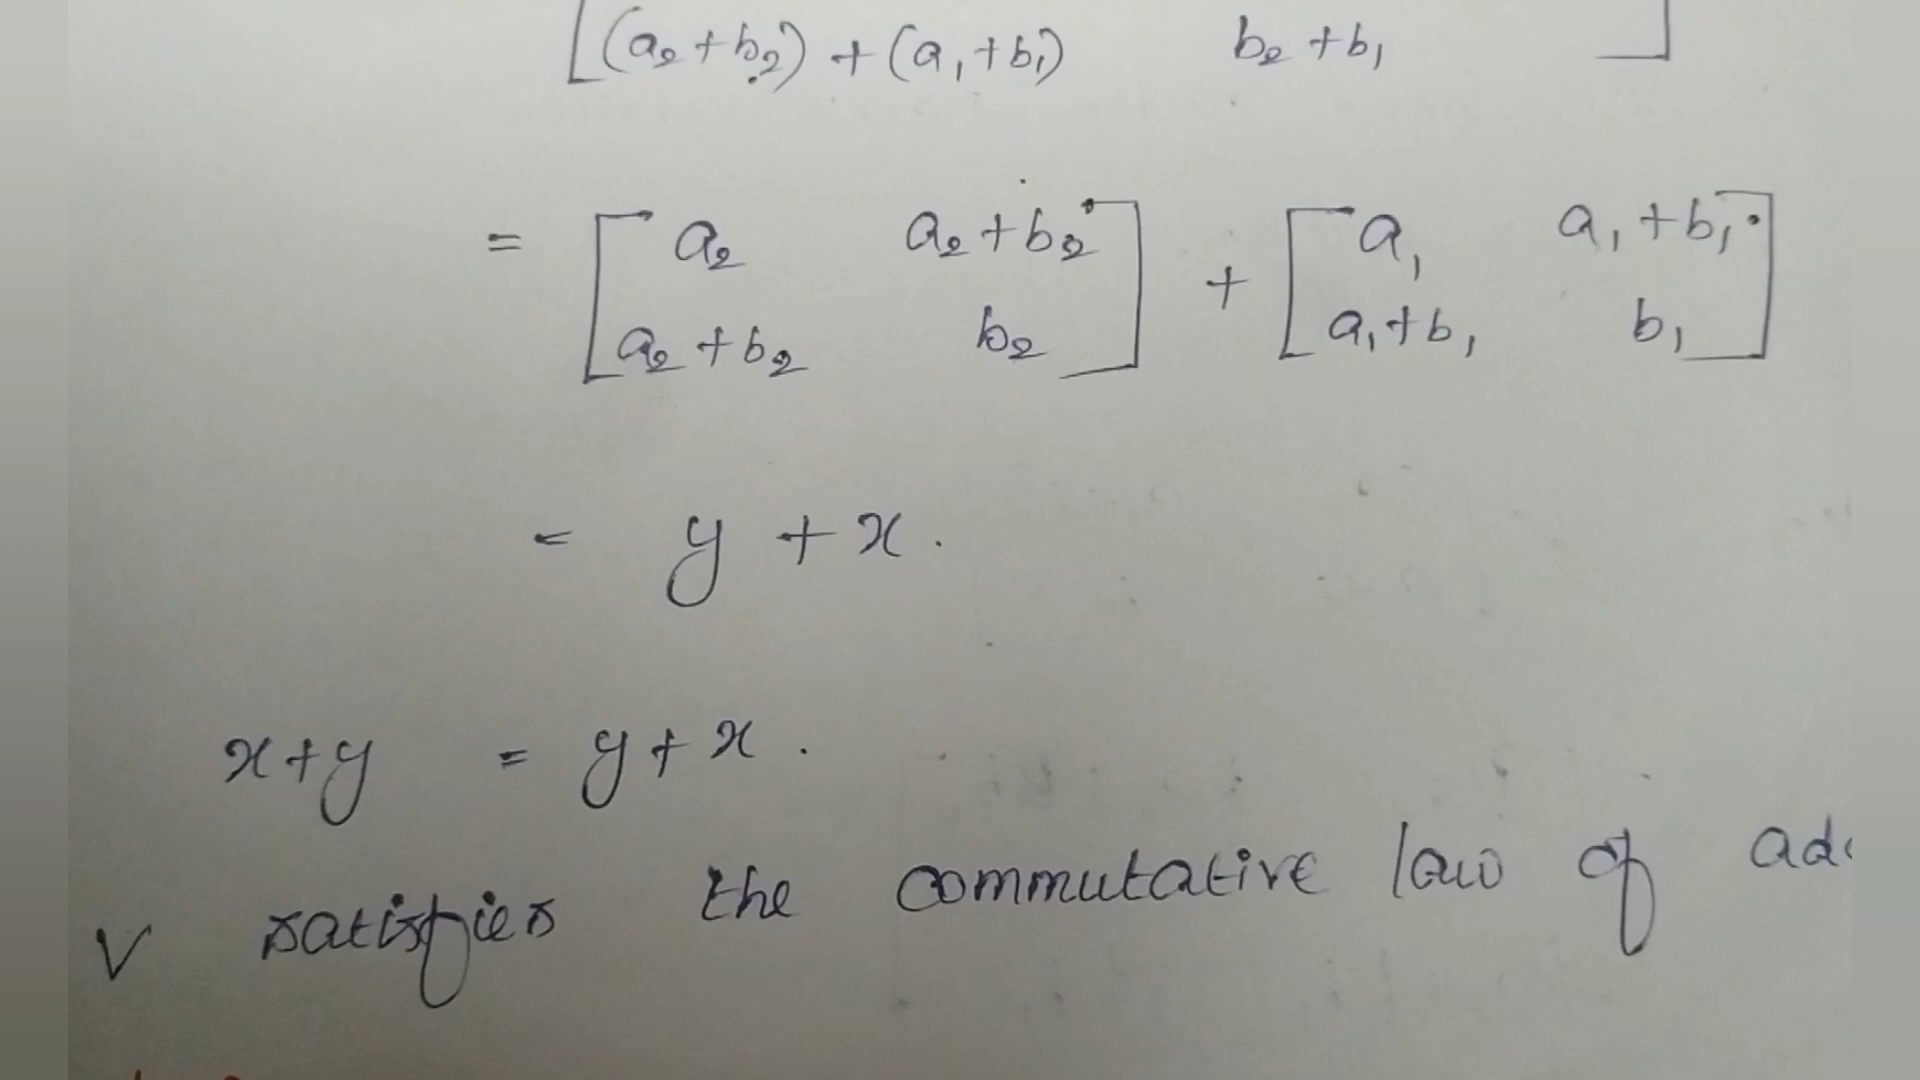 [(a₂+b₂)+(a₁+b₁) b₂+b₁ ]
= [a₂ a₂+b₂] + [a₁ a₁+b₁]
[a₂+b₂ b₂] [a₁+b₁ b₁]
= y + x.
x+y = y+x.
V satisfies the commutative law of ad